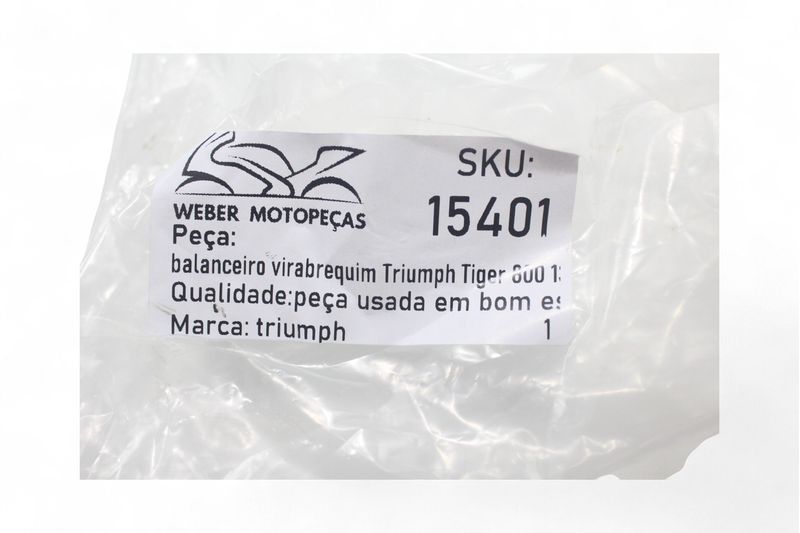 SKU:
15401
WEBER MOTOPEÇAS
Peça:
balanceiro virabrequim Triumph Tiger 800
Qualidade:peça usada em bom
Marca: triumph
1